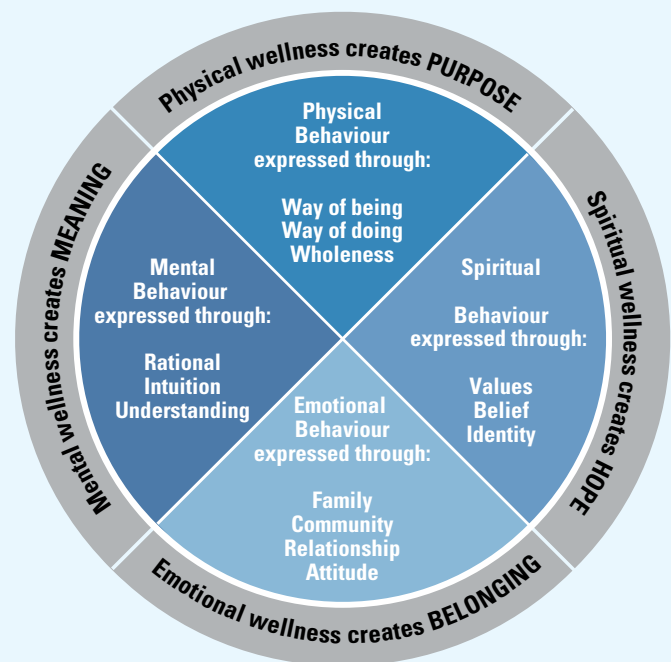 Physical wellness creates PURPOSE
Physical
Behaviour
expressed through:
Way of being
Way of doing
Wholeness
Mental wellness creates MEANING
Mental
Behaviour
expressed through:
Rational
Intuition
Understanding
Spiritual
Behaviour
expressed through:
Values
Belief
Identity
Spiritual wellness creates HOPE
Emotional
Behaviour
expressed through:
Family
Community
Relationship
Attitude
Emotional wellness creates BELONGING